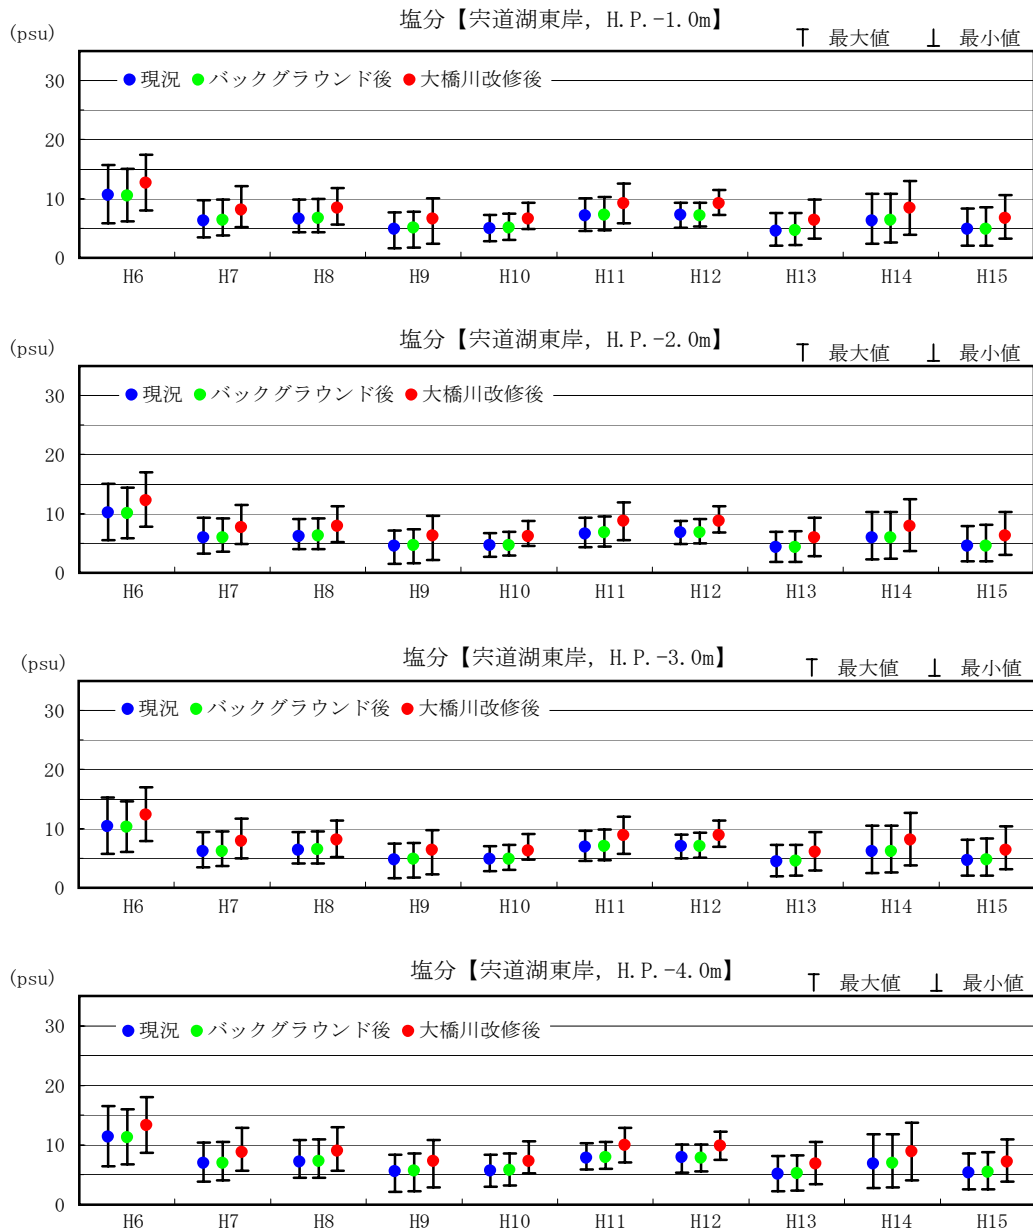 塩分【宍道湖東岸, H.P.-1.0m】
(psu)
最大値 最小値
現況 バックグラウンド後 大橋川改修後
30
20
10
0
H6 H7 H8 H9 H10 H11 H12 H13 H14 H15
塩分【宍道湖東岸, H.P.-2.0m】
(psu)
最大値 最小値
現況 バックグラウンド後 大橋川改修後
30
20
10
0
H6 H7 H8 H9 H10 H11 H12 H13 H14 H15
塩分【宍道湖東岸, H.P.-3.0m】
(psu)
最大値 最小値
現況 バックグラウンド後 大橋川改修後
30
20
10
0
H6 H7 H8 H9 H10 H11 H12 H13 H14 H15
塩分【宍道湖東岸, H.P.-4.0m】
(psu)
最大値 最小値
現況 バックグラウンド後 大橋川改修後
30
20
10
0
H6 H7 H8 H9 H10 H11 H12 H13 H14 H15